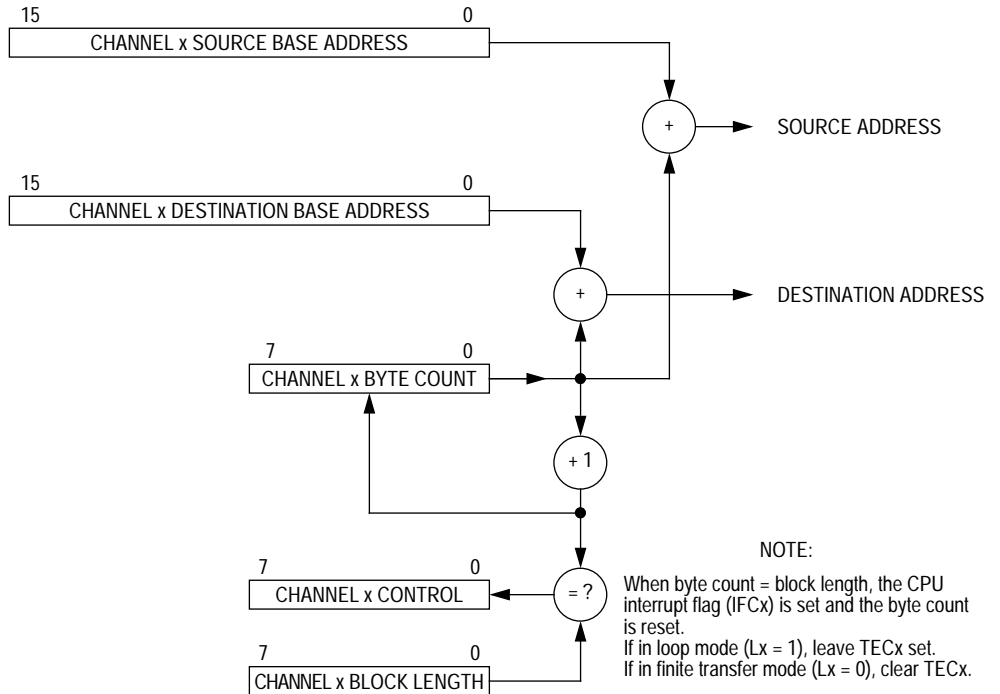 15 0
CHANNEL x SOURCE BASE ADDRESS
+ SOURCE ADDRESS
15 0
CHANNEL x DESTINATION BASE ADDRESS
+ DESTINATION ADDRESS
7 0
CHANNEL x BYTE COUNT
+ 1
7 0
CHANNEL x CONTROL
= ?
7 0
CHANNEL x BLOCK LENGTH
NOTE:
When byte count = block length, the CPU
interrupt flag (IFCx) is set and the byte count
is reset.
If in loop mode (Lx = 1), leave TECx set.
If in finite transfer mode (Lx = 0), clear TECx.